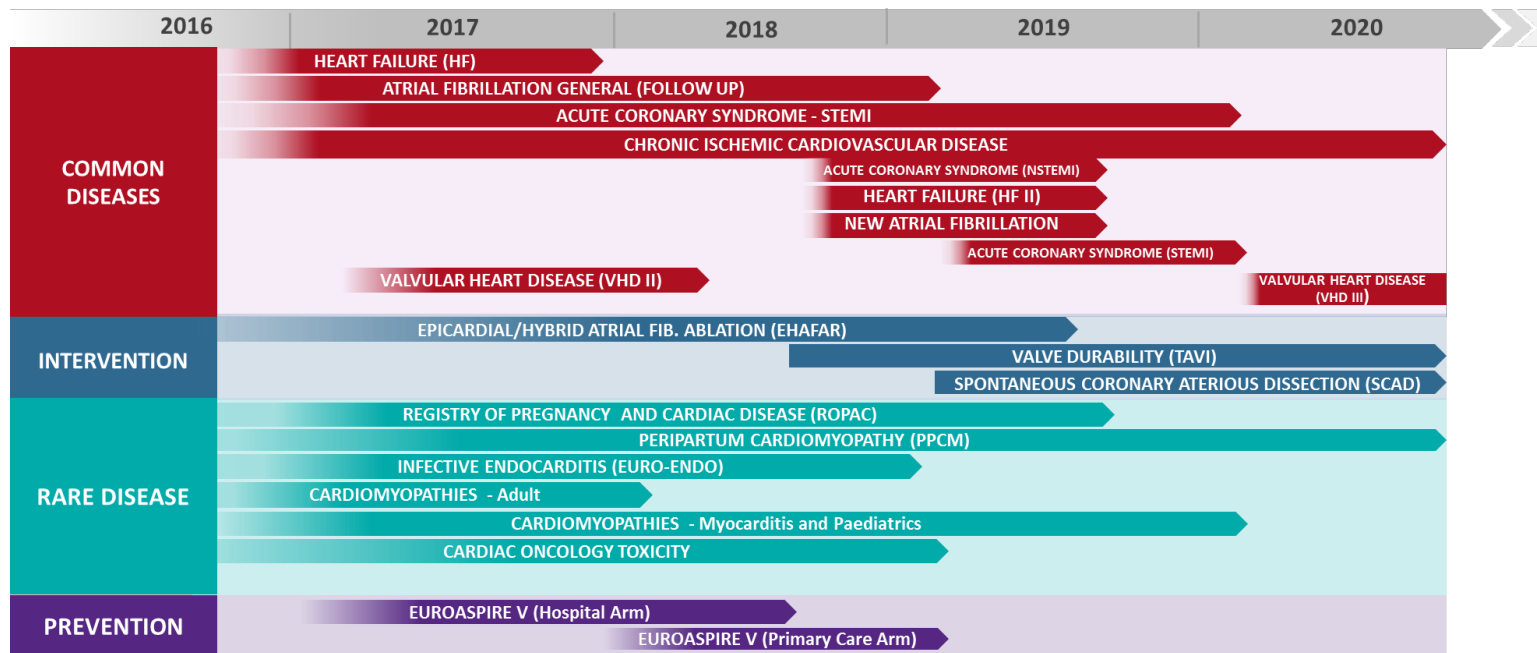 2016 2017 2018 2019 2020
COMMON
DISEASES
HEART FAILURE (HF)
ATRIAL FIBRILLATION GENERAL (FOLLOW UP)
ACUTE CORONARY SYNDROME - STEMI
CHRONIC ISCHEMIC CARDIOVASCULAR DISEASE
ACUTE CORONARY SYNDROME (NSTEMI)
HEART FAILURE (HF II)
NEW ATRIAL FIBRILLATION
ACUTE CORONARY SYNDROME (STEMI)
VALVULAR HEART DISEASE (VHD II)
VALVULAR HEART DISEASE
(VHD III)
INTERVENTION
EPICARDIAL/HYBRID ATRIAL FIB. ABLATION (EHAFAR)
VALVE DURABILITY (TAVI)
SPONTANEOUS CORONARY ATERIOUS DISSECTION (SCAD)
RARE DISEASE
REGISTRY OF PREGNANCY AND CARDIAC DISEASE (ROPAC)
PERIPARTUM CARDIOMYOPATHY (PPCM)
INFECTIVE ENDOCARDITIS (EURO-ENDO)
CARDIOMYOPATHIES - Adult
CARDIOMYOPATHIES - Myocarditis and Paediatrics
CARDIAC ONCOLOGY TOXICITY
PREVENTION
EUROASPIRE V (Hospital Arm)
EUROASPIRE V (Primary Care Arm)